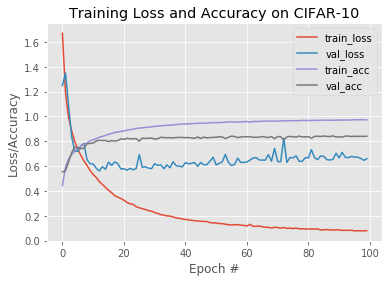 Training Loss and Accuracy on CIFAR-10
Loss/Accuracy
1.6
1.4
1.2
1.0
0.8
0.6
0.4
0.2
0.0
train_loss
val_loss
train_acc
val_acc
0 20 40 60 80 100
Epoch #